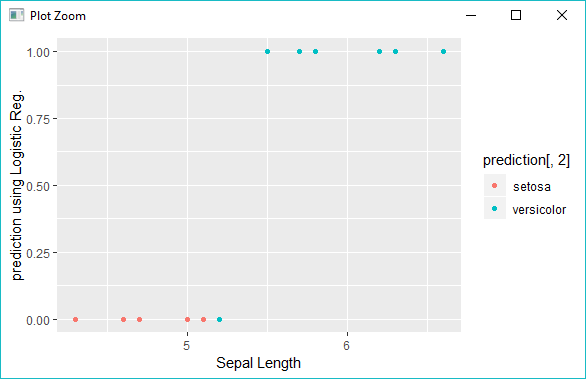 Plot Zoom
1.00
0.75
0.50
0.25
0.00
5
6
Sepal Length
prediction using Logistic Reg.
prediction[, 2]
setosa
versicolor